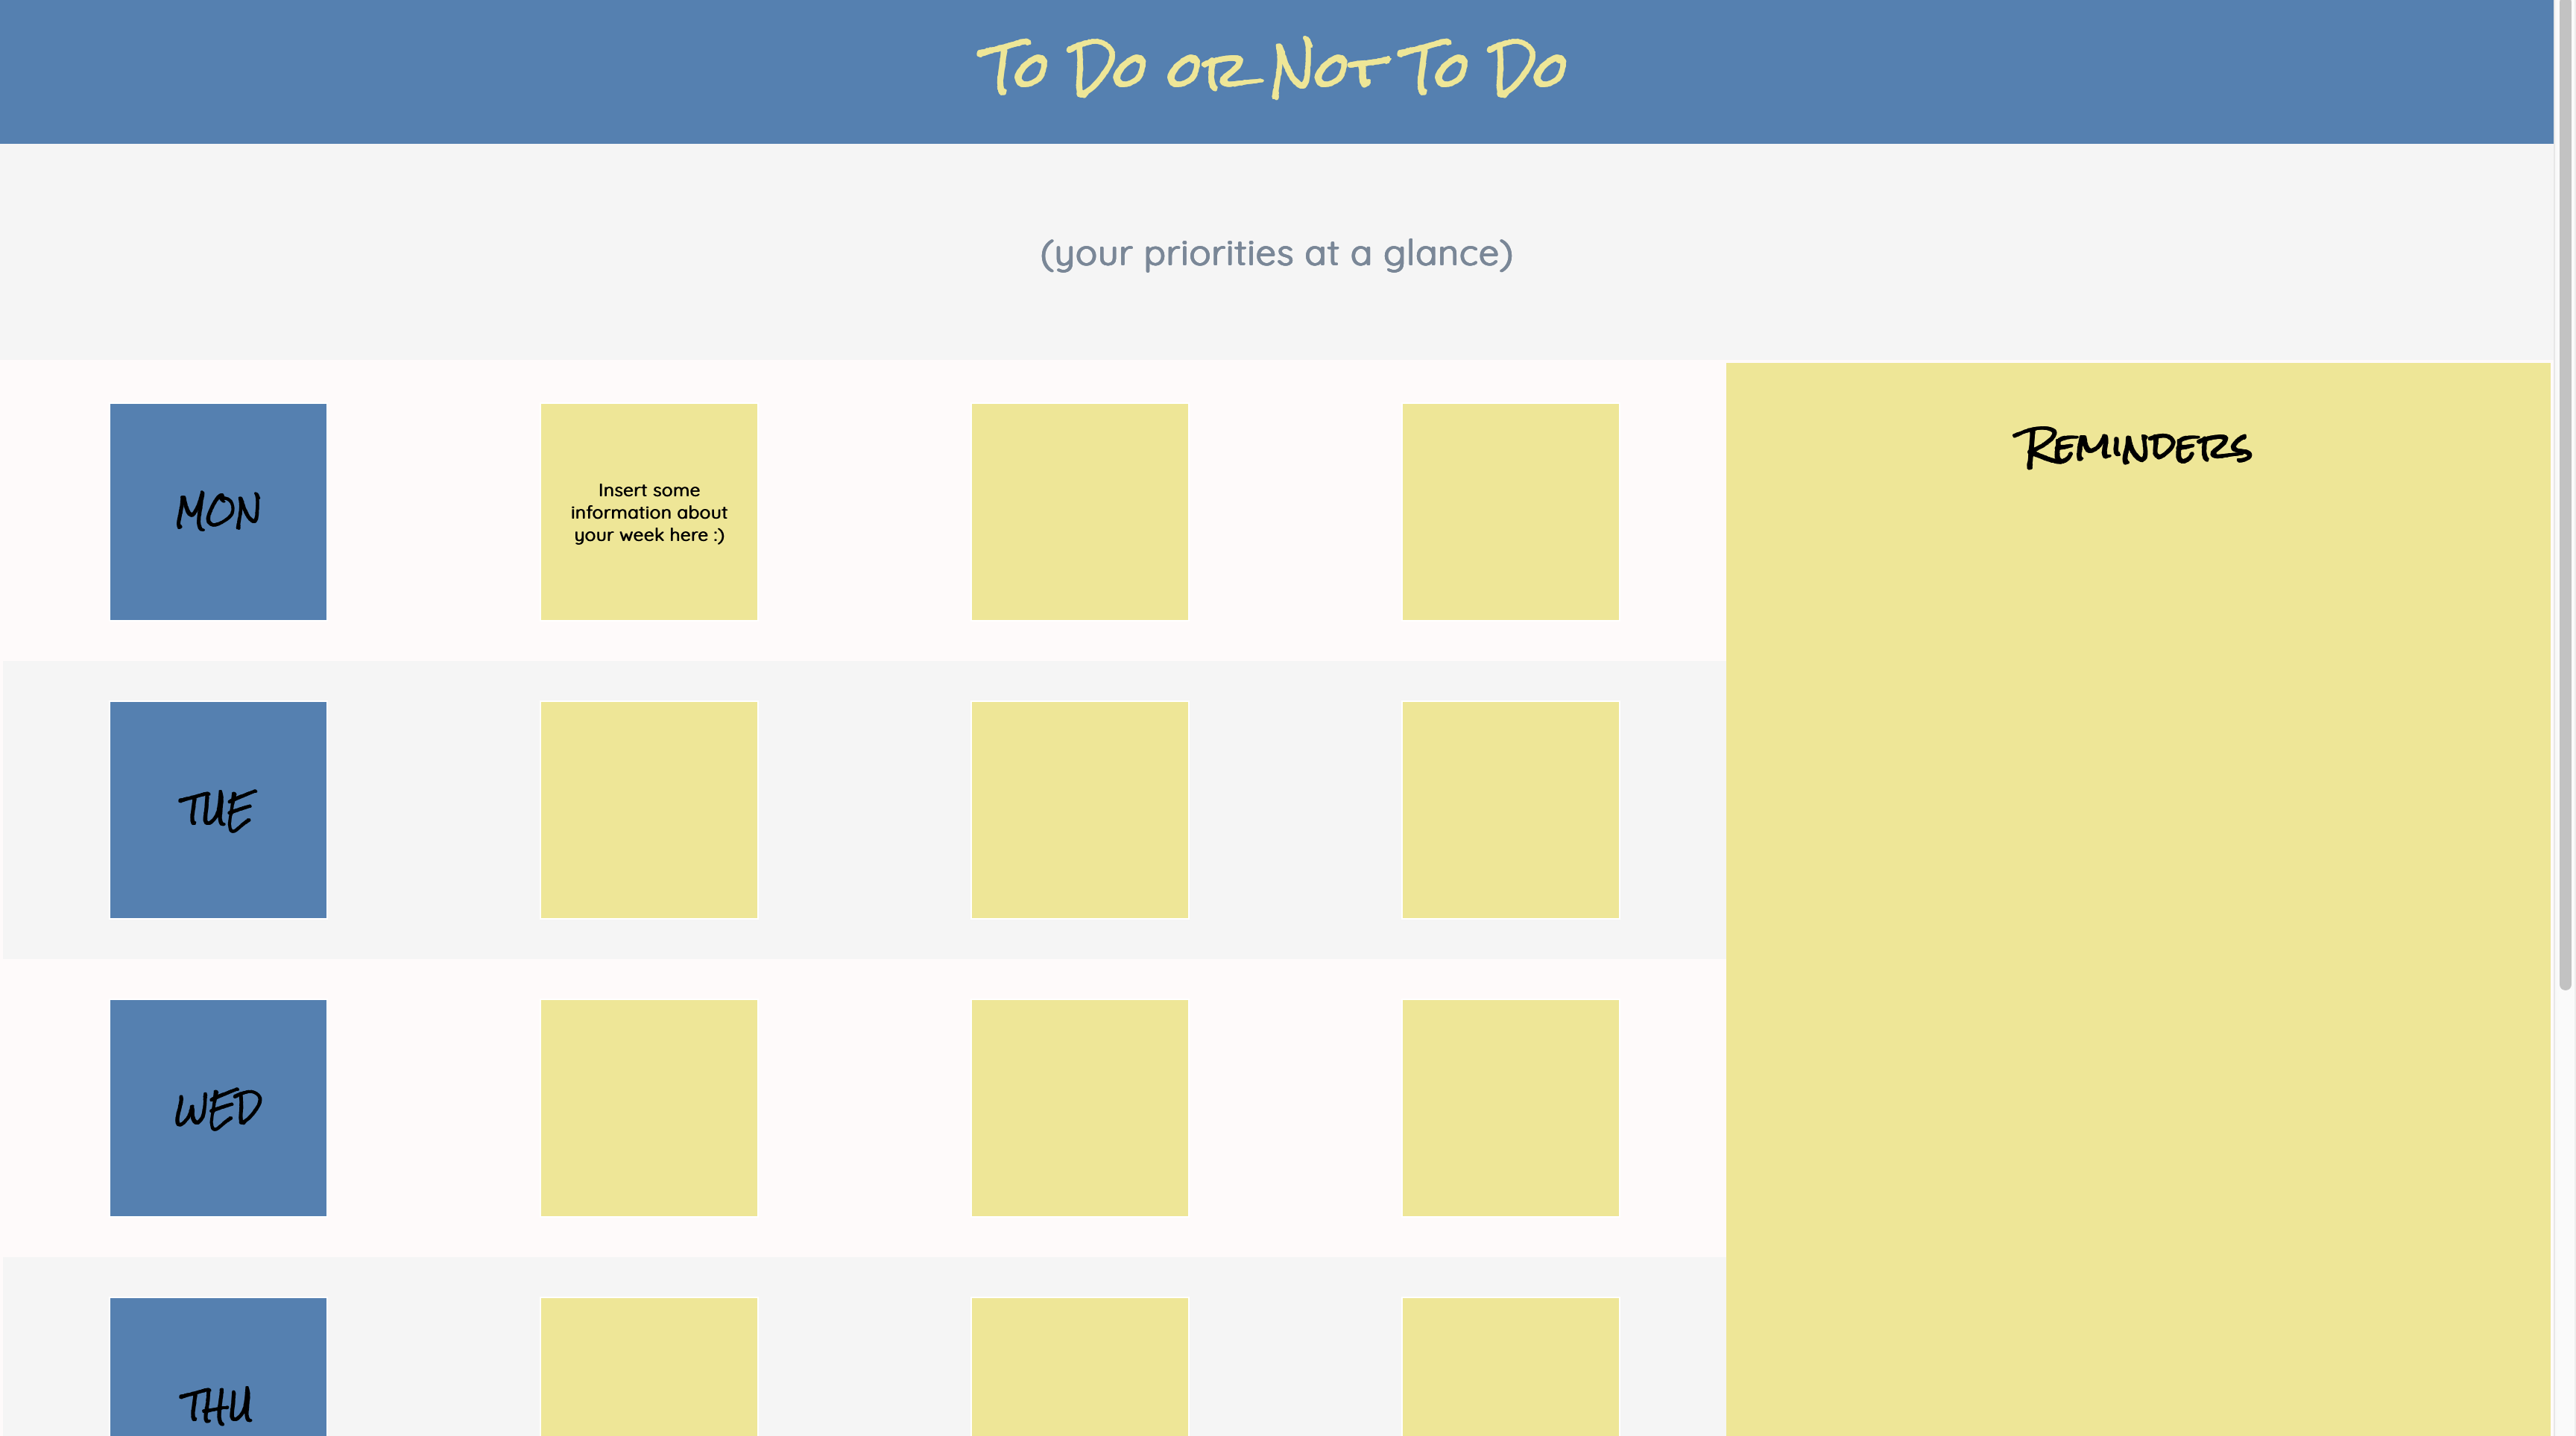 To Do or Not To Do
(your priorities at a glance)
MON
Insert some
information about
your week here :)
Reminders
TUE
WED
THU